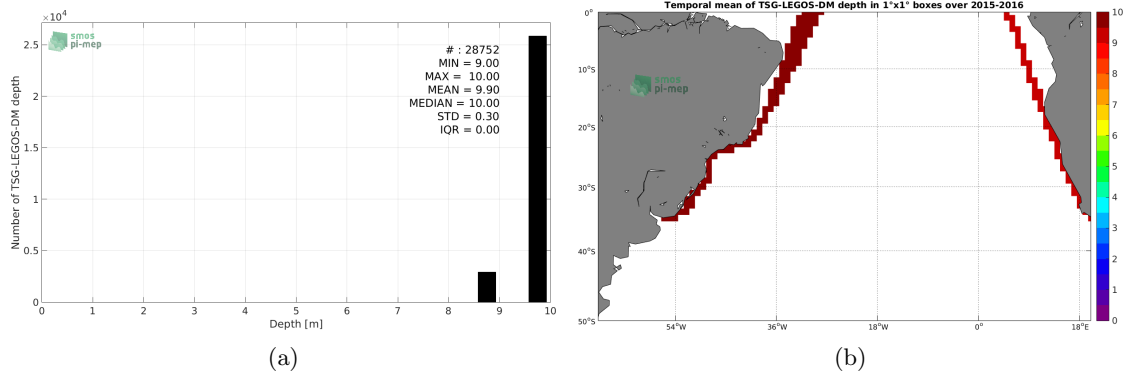 ×10⁴
smos
pi-mep
# : 28752
MIN = 9.00
MAX = 10.00
MEAN = 9.90
MEDIAN = 10.00
STD = 0.30
IQR = 0.00
Number of TSG-LEGOS-DM depth
2.5
2
1.5
1
0.5
0
0 1 2 3 4 5 6 7 8 9 10
Depth [m]
(a)
Temporal mean of TSG-LEGOS-DM depth in 1°x1° boxes over 2015-2016
smos
pi-mep
0°
10°S
20°S
30°S
40°S
50°S
54°W 36°W 18°W 0° 18°E
10
9
8
7
6
5
4
3
2
1
0
(b)